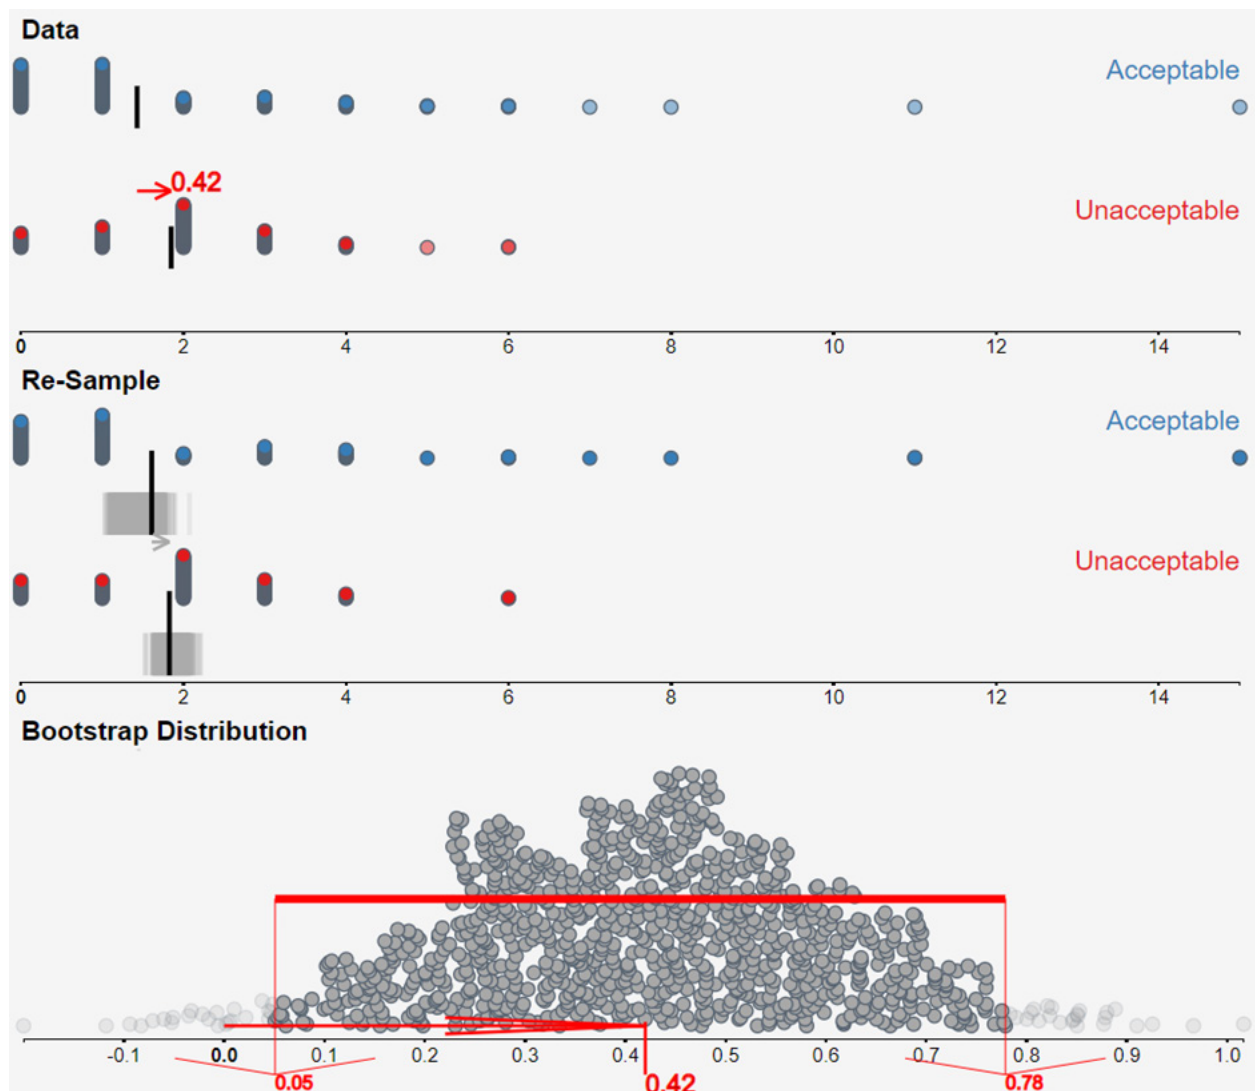 Data
Acceptable
0.42
Unacceptable
0 2 4 6 8 10 12 14
Re-Sample
Acceptable
Unacceptable
0 2 4 6 8 10 12 14
Bootstrap Distribution
-0.1 0.0 0.1 0.2 0.3 0.4 0.5 0.6 0.7 0.8 0.9 1.0
0.05 0.42 0.78